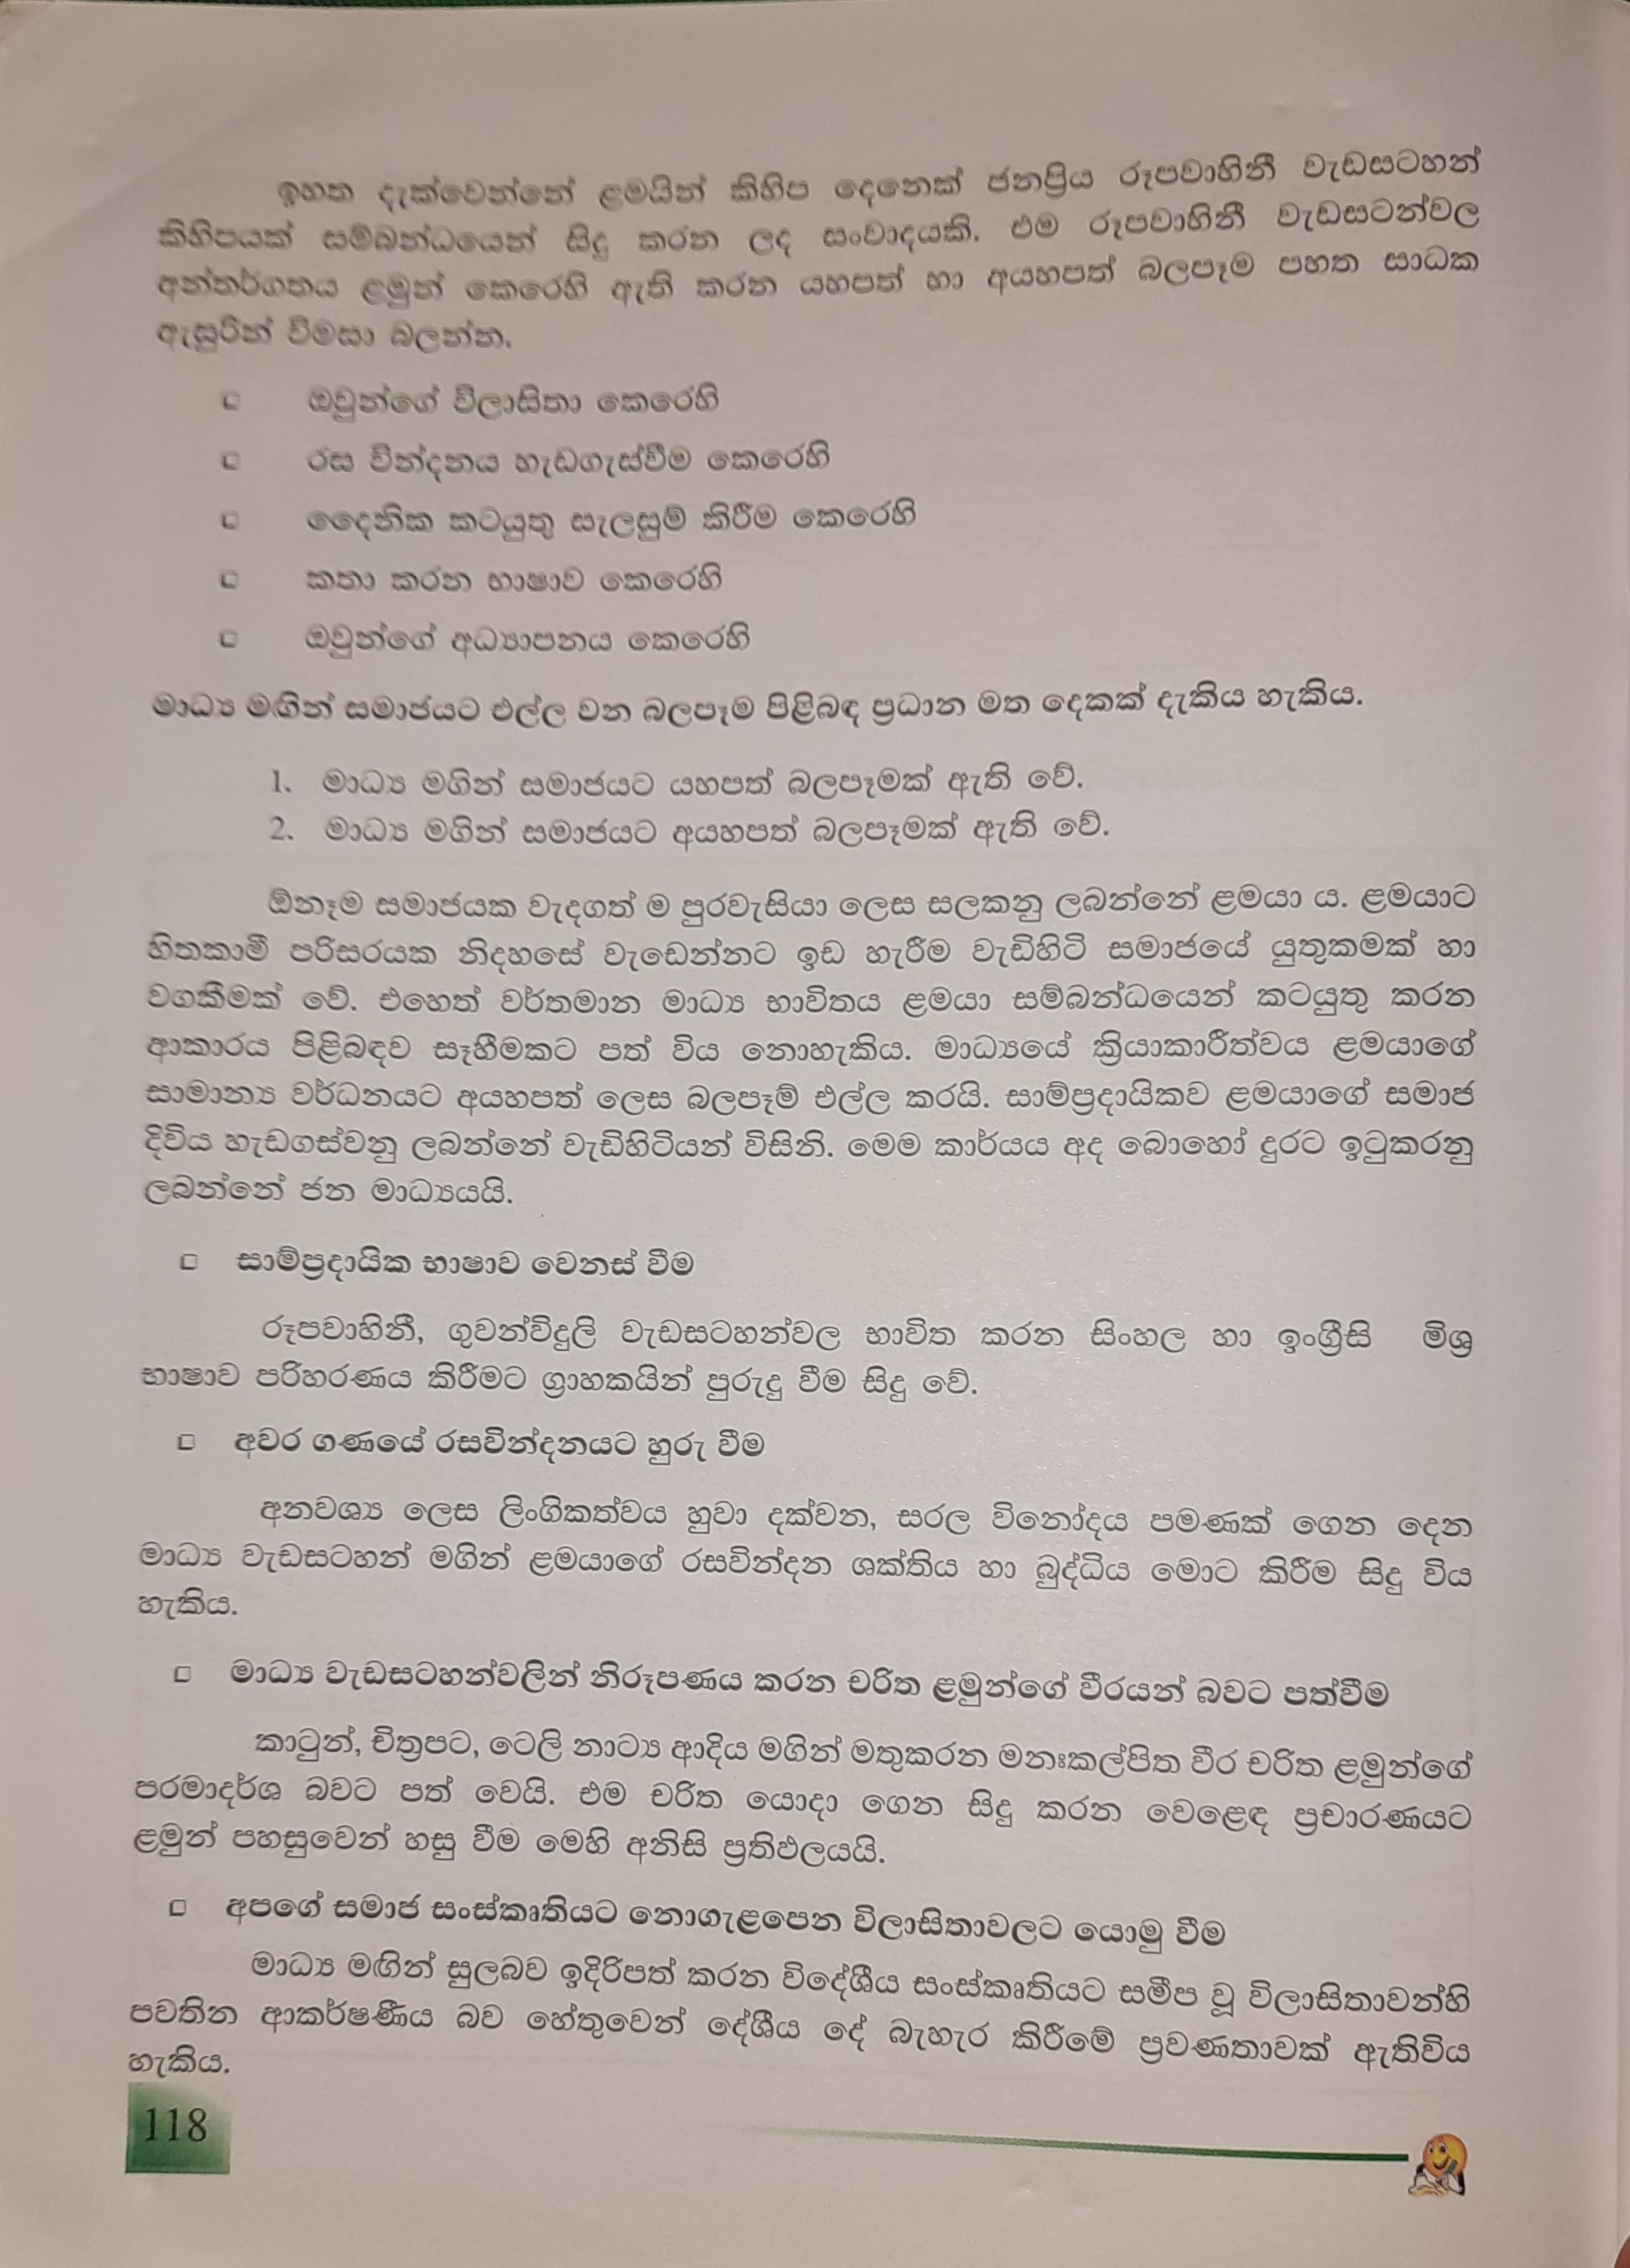 ඉහත දැක්වෙන්නේ ළමයින් කිහිප දෙනෙක් ජනප්‍රිය රූපවාහිනී වැඩසටහන්
කිහිපයක් සම්බන්ධයෙන් සිදු කරන ලද සංවාදයකි. එම රූපවාහිනී වැඩසටන්වල
අන්තර්ගතය ළමුන් කෙරෙහි ඇති කරන යහපත් හා අයහපත් බලපෑම පහත සාධක
ඇසුරින් විමසා බලන්න.
ඔවුන්ගේ විලාසිතා කෙරෙහි
රස වින්දනය හැඩගැස්වීම කෙරෙහි
දෛනික කටයුතු සැලසුම් කිරීම කෙරෙහි
කතා කරන භාෂාව කෙරෙහි
ඔවුන්ගේ අධ්‍යාපනය කෙරෙහි
මාධ්‍ය මඟින් සමාජයට එල්ල වන බලපෑම පිළිබඳ ප්‍රධාන මත දෙකක් දැකිය හැකිය.
1. මාධ්‍ය මගින් සමාජයට යහපත් බලපෑමක් ඇති වේ.
2. මාධ්‍ය මගින් සමාජයට අයහපත් බලපෑමක් ඇති වේ.
ඕනෑම සමාජයක වැදගත් ම පුරවැසියා ලෙස සලකනු ලබන්නේ ළමයා ය. ළමයාට
හිතකාමී පරිසරයක නිදහසේ වැඩෙන්නට ඉඩ හැරීම වැඩිහිටි සමාජයේ යුතුකමක් හා
වගකීමක් වේ. එහෙත් වර්තමාන මාධ්‍ය භාවිතය ළමයා සම්බන්ධයෙන් කටයුතු කරන
ආකාරය පිළිබඳව සෑහීමකට පත් විය නොහැකිය. මාධ්‍යයේ ක්‍රියාකාරීත්වය ළමයාගේ
සාමාන්‍ය වර්ධනයට අයහපත් ලෙස බලපෑම් එල්ල කරයි. සාම්ප්‍රදායිකව ළමයාගේ සමාජ
දිවිය හැඩගස්වනු ලබන්නේ වැඩිහිටියන් විසිනි. මෙම කාර්යය අද බොහෝ දුරට ඉටුකරනු
ලබන්නේ ජන මාධ්‍යයයි.
සාම්ප්‍රදායික භාෂාව වෙනස් වීම
රූපවාහිනී, ගුවන්විදුලි වැඩසටහන්වල භාවිත කරන සිංහල හා ඉංග්‍රීසි මිශ්‍ර
භාෂාව පරිහරණය කිරීමට ග්‍රාහකයින් පුරුදු වීම සිදු වේ.
අවර ගණයේ රසවින්දනයට හුරු වීම
අනවශ්‍ය ලෙස ලිංගිකත්වය හුවා දක්වන, සරල විනෝදය පමණක් ගෙන දෙන
මාධ්‍ය වැඩසටහන් මගින් ළමයාගේ රසවින්දන ශක්තිය හා බුද්ධිය මොට කිරීම සිදු විය
හැකිය.
මාධ්‍ය වැඩසටහන්වලින් නිරූපණය කරන චරිත ළමුන්ගේ වීරයන් බවට පත්වීම
කාටුන්, චිත්‍රපට, ටෙලි නාට්‍ය ආදිය මගින් මතුකරන මනඃකල්පිත වීර චරිත ළමුන්ගේ
පරමාදර්ශ බවට පත් වෙයි. එම චරිත යොදා ගෙන සිදු කරන වෙළෙඳ ප්‍රචාරණයට
ළමුන් පහසුවෙන් හසු වීම මෙහි අනිසි ප්‍රතිඵලයයි.
අපගේ සමාජ සංස්කෘතියට නොගැළපෙන විලාසිතාවලට යොමු වීම
මාධ්‍ය මඟින් සුලබව ඉදිරිපත් කරන විදේශීය සංස්කෘතියට සමීප වූ විලාසිතාවන්හි
පවතින ආකර්ෂණීය බව හේතුවෙන් දේශීය දේ බැහැර කිරීමේ ප්‍රවණතාවක් ඇතිවිය
හැකිය.
118